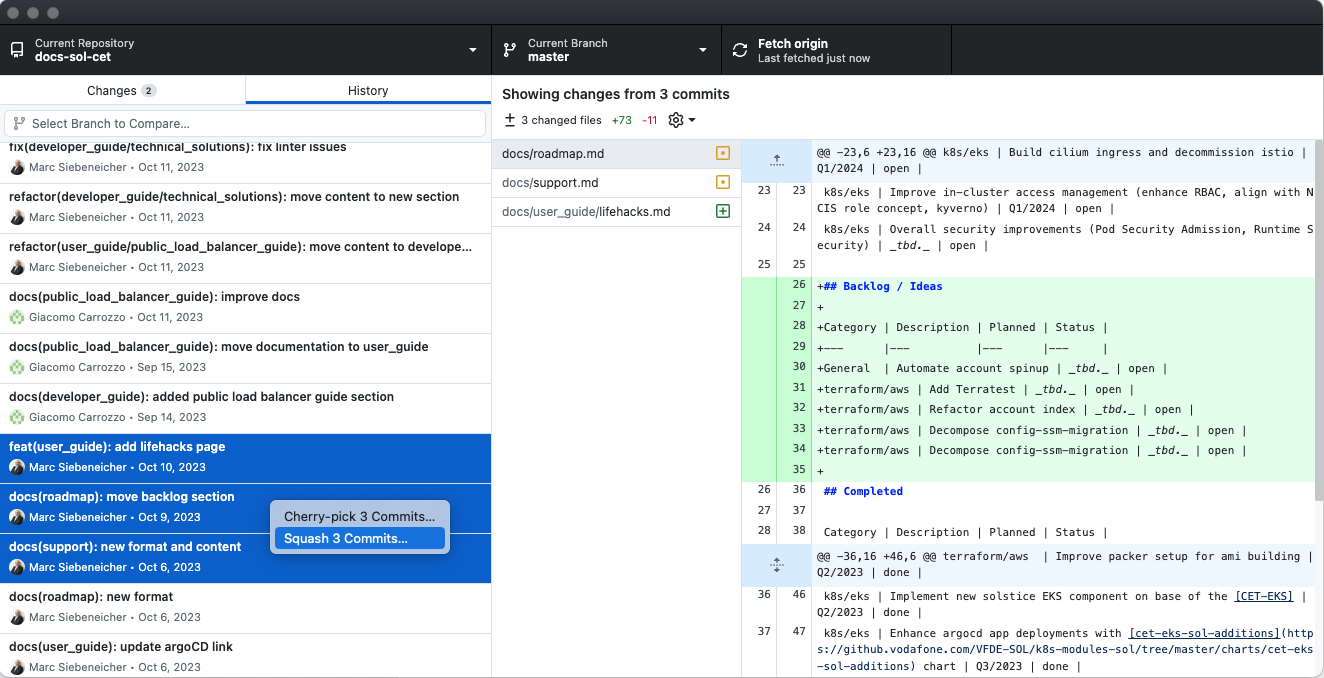 Current Repository
docs-sol-cet
Current Branch
master
Fetch origin
Last fetched just now
Changes 2
History
Select Branch to Compare...
fix(developer_guide/technical_solutions): fix linter issues
Marc Siebeneicher • Oct 11, 2023
refactor(developer_guide/technical_solutions): move content to new section
Marc Siebeneicher • Oct 11, 2023
refactor(user_guide/public_load_balancer_guide): move content to develope...
Marc Siebeneicher • Oct 11, 2023
docs(public_load_balancer_guide): improve docs
Giacomo Carrozzo • Oct 11, 2023
docs(public_load_balancer_guide): move documentation to user_guide
Giacomo Carrozzo • Sep 15, 2023
docs(developer_guide): added public load balancer guide section
Giacomo Carrozzo • Sep 14, 2023
feat(user_guide): add lifehacks page
Marc Siebeneicher • Oct 10, 2023
docs(roadmap): move backlog section
Marc Siebeneicher • Oct 9, 2023
docs(support): new format and content
Marc Siebeneicher • Oct 6, 2023
docs(roadmap): new format
Marc Siebeneicher • Oct 6, 2023
docs(user_guide): update argoCD link
Marc Siebeneicher • Oct 6, 2023
Cherry-pick 3 Commits...
Squash 3 Commits...
Showing changes from 3 commits
3 changed files +73 -11
docs/roadmap.md
docs/support.md
docs/user_guide/lifehacks.md
@@ -23,6 +23,16 @@ k8s/eks | Build cilium ingress and decommission istio |
Q1/2024 | open |
23 23 k8s/eks | Improve in-cluster access management (enhance RBAC, align with N
CIS role concept, kyverno) | Q1/2024 | open |
24 24 k8s/eks | Overall security improvements (Pod Security Admission, Runtime S
ecurity) | _tbd._ | open |
25 25
26 +## Backlog / Ideas
27 +
28 +Category | Description | Planned | Status |
29 +--- |--- |--- |--- |
30 +General | Automate account spinup | _tbd._ | open |
31 +terraform/aws | Add Terratest | _tbd._ | open |
32 +terraform/aws | Refactor account index | _tbd._ | open |
33 +terraform/aws | Decompose config-ssm-migration | _tbd._ | open |
34 +terraform/aws | Decompose config-ssm-migration | _tbd._ | open |
35 +
26 36 ## Completed
27 37
28 38 Category | Description | Planned | Status |
@@ -36,16 +46,6 @@ terraform/aws | Improve packer setup for ami building |
Q2/2023 | done |
36 46 k8s/eks | Implement new solstice EKS component on base of the [CET-EKS] |
Q2/2023 | done |
37 47 k8s/eks | Enhance argocd app deployments with [cet-eks-sol-additions](http
s://github.vodafone.com/VFDE-SOL/k8s-modules-sol/tree/master/charts/cet-eks
-sol-additions) chart | Q3/2023 | done |